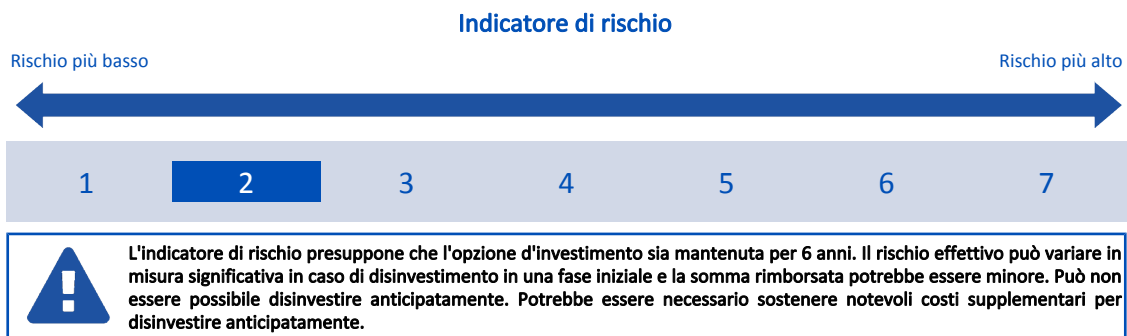 Indicatore di rischio
Rischio più basso
Rischio più alto
1 2 3 4 5 6 7
L'indicatore di rischio presuppone che l'opzione d'investimento sia mantenuta per 6 anni. Il rischio effettivo può variare in
misura significativa in caso di disinvestimento in una fase iniziale e la somma rimborsata potrebbe essere minore. Può non
essere possibile disinvestire anticipatamente. Potrebbe essere necessario sostenere notevoli costi supplementari per
disinvestire anticipatamente.